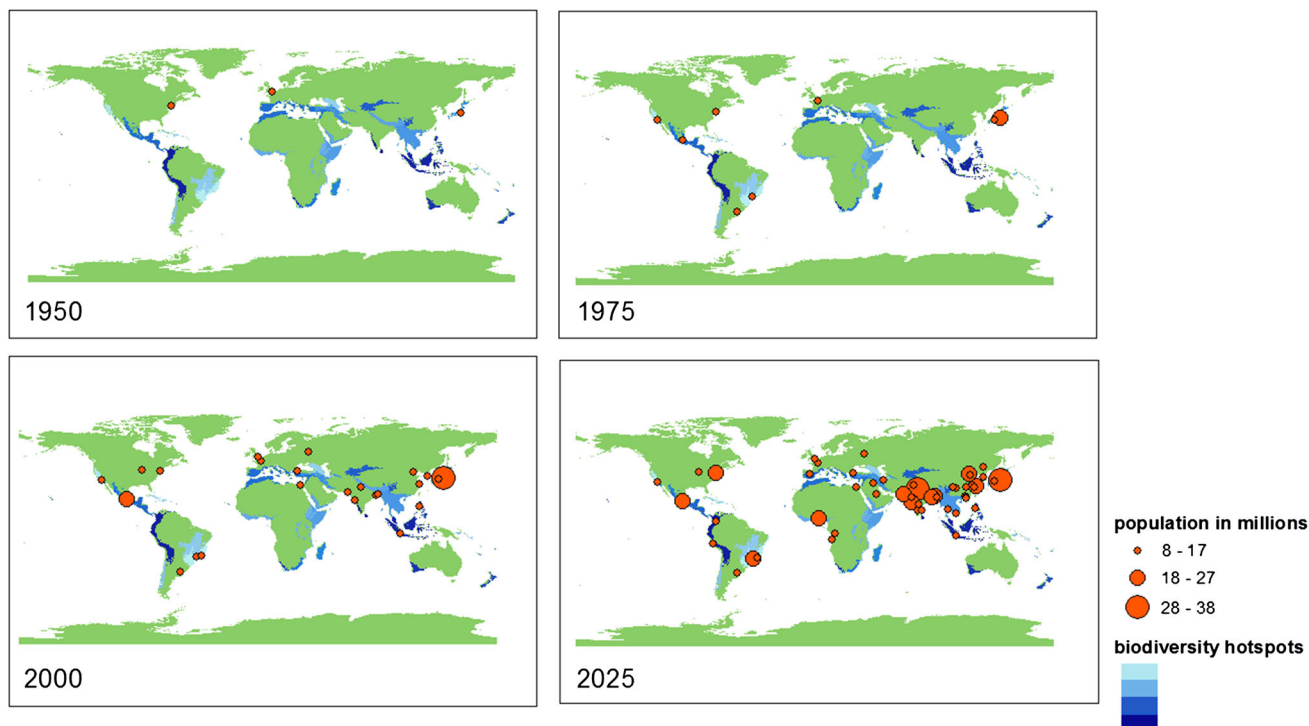 1950
1975
2000
2025
population in millions
8 - 17
18 - 27
28 - 38
biodiversity hotspots